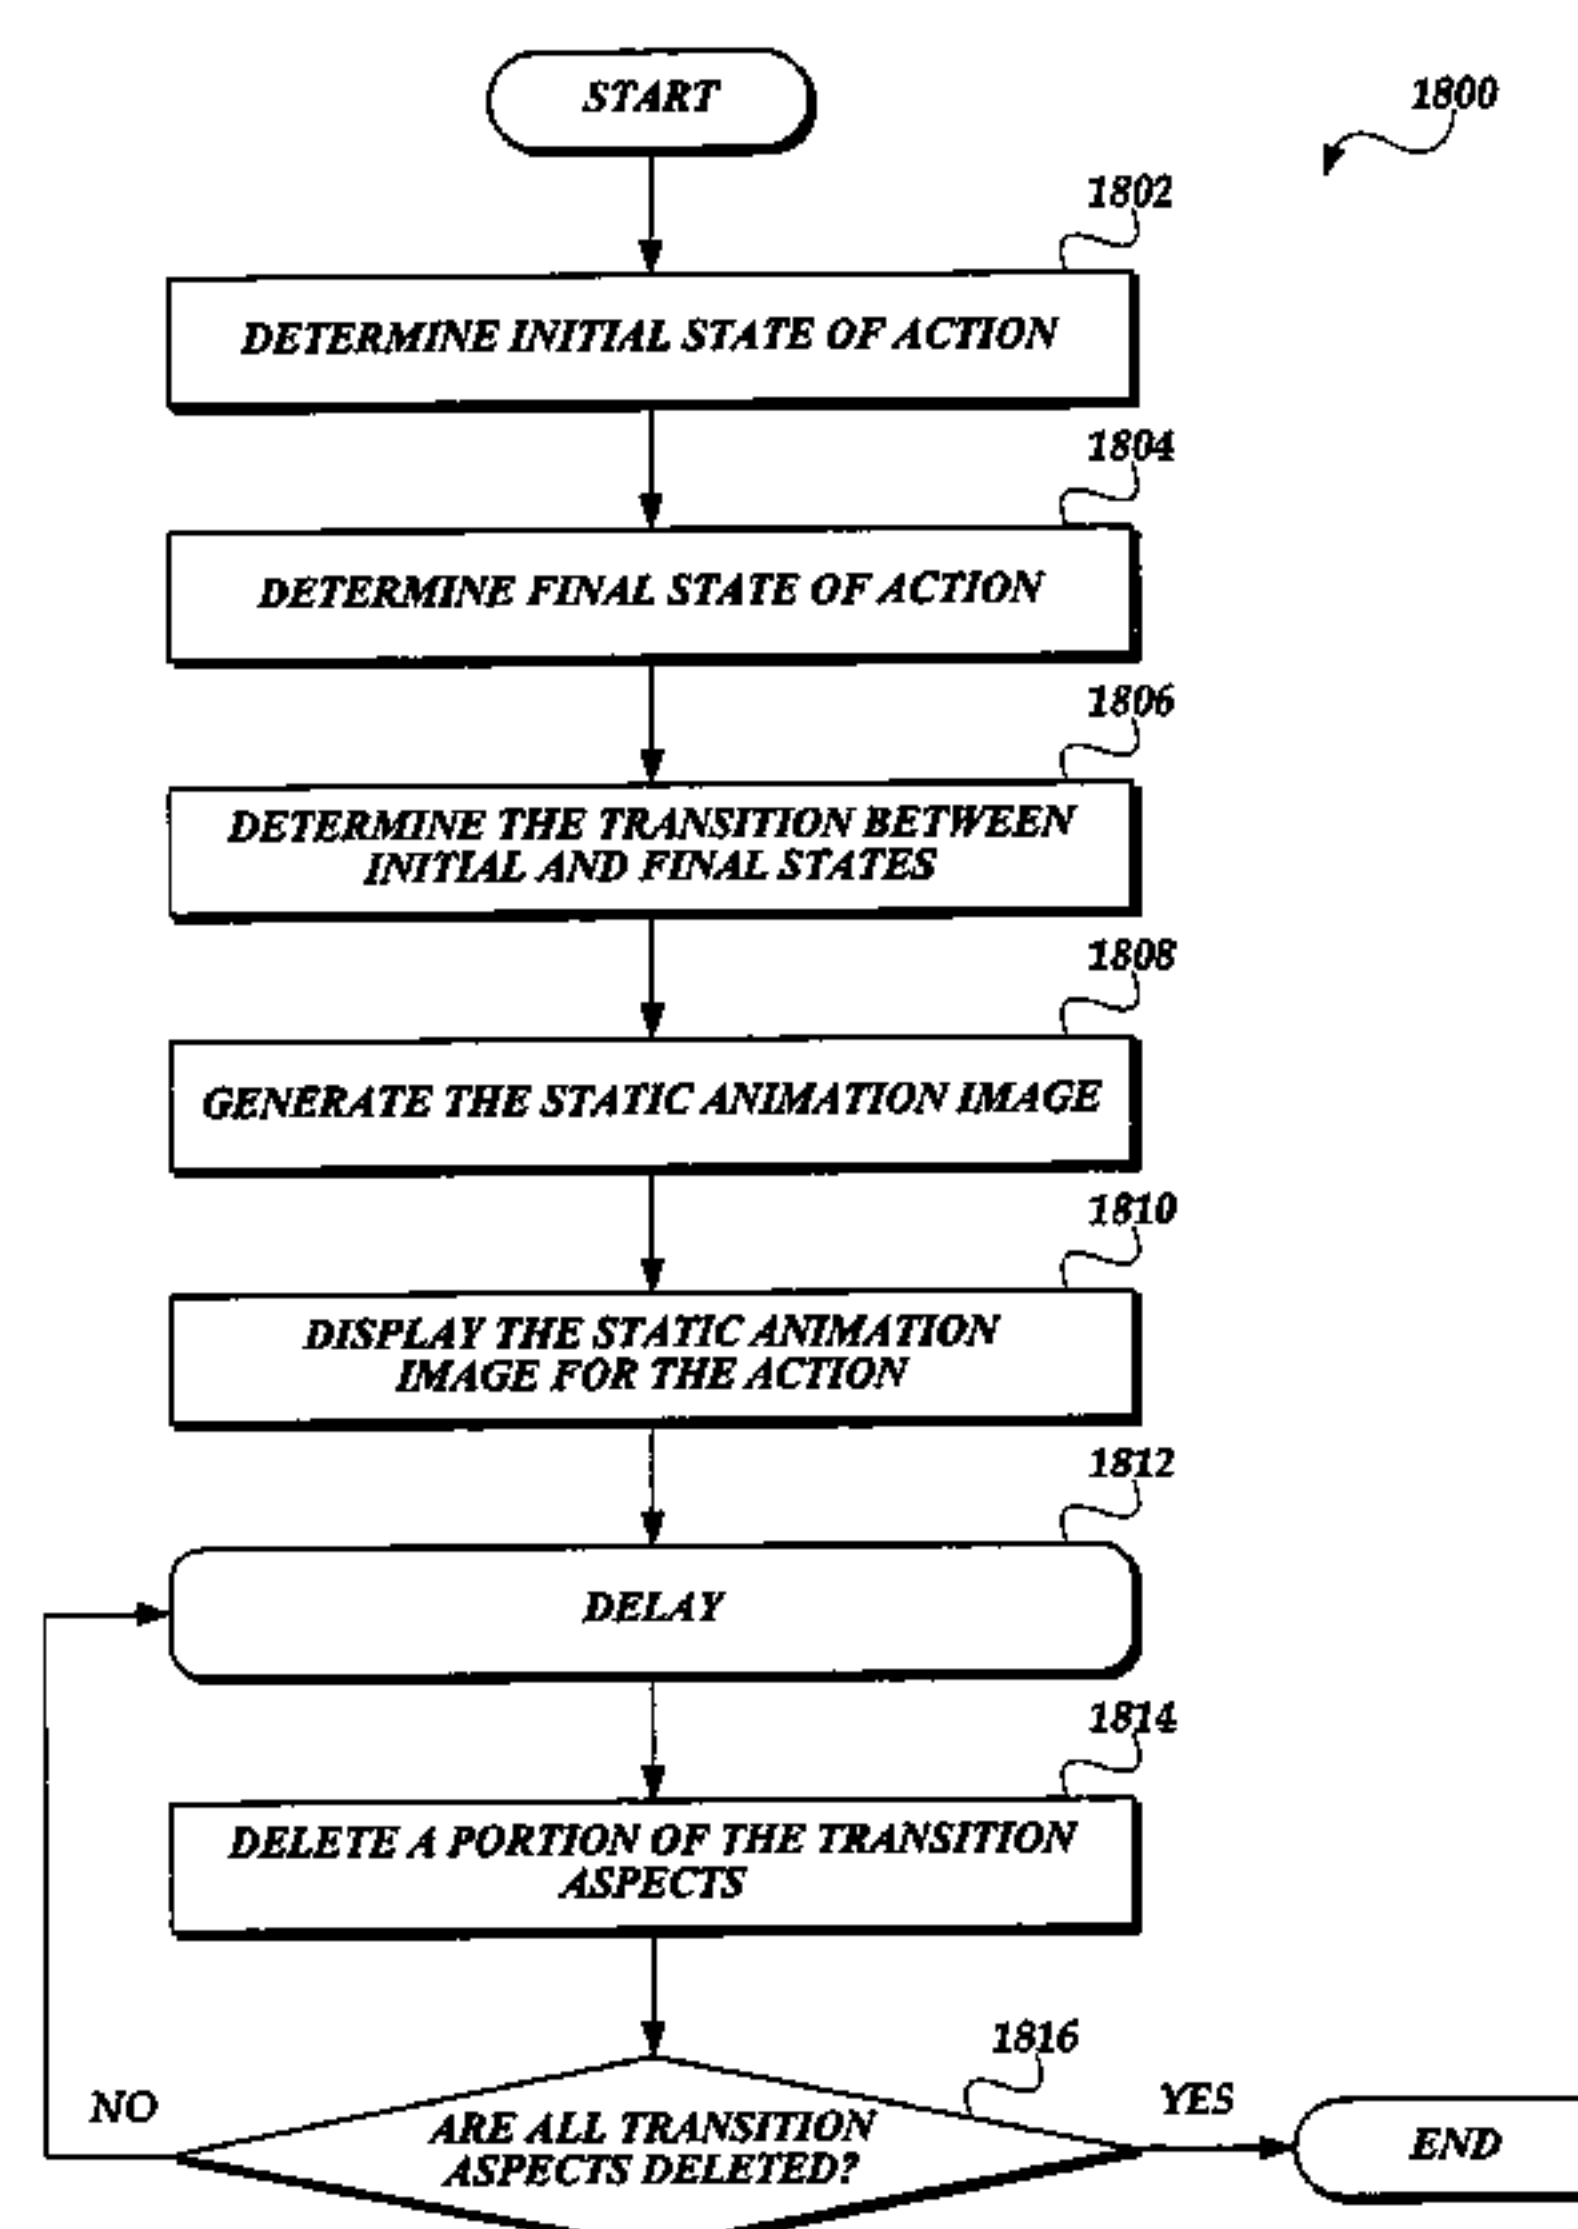 START
1800
1802
DETERMINE INITIAL STATE OF ACTION
1804
DETERMINE FINAL STATE OF ACTION
1806
DETERMINE THE TRANSITION BETWEEN
INITIAL AND FINAL STATES
1808
GENERATE THE STATIC ANIMATION IMAGE
1810
DISPLAY THE STATIC ANIMATION
IMAGE FOR THE ACTION
1812
DELAY
1814
DELETE A PORTION OF THE TRANSITION
ASPECTS
1816
NO
ARE ALL TRANSITION
ASPECTS DELETED?
YES
END